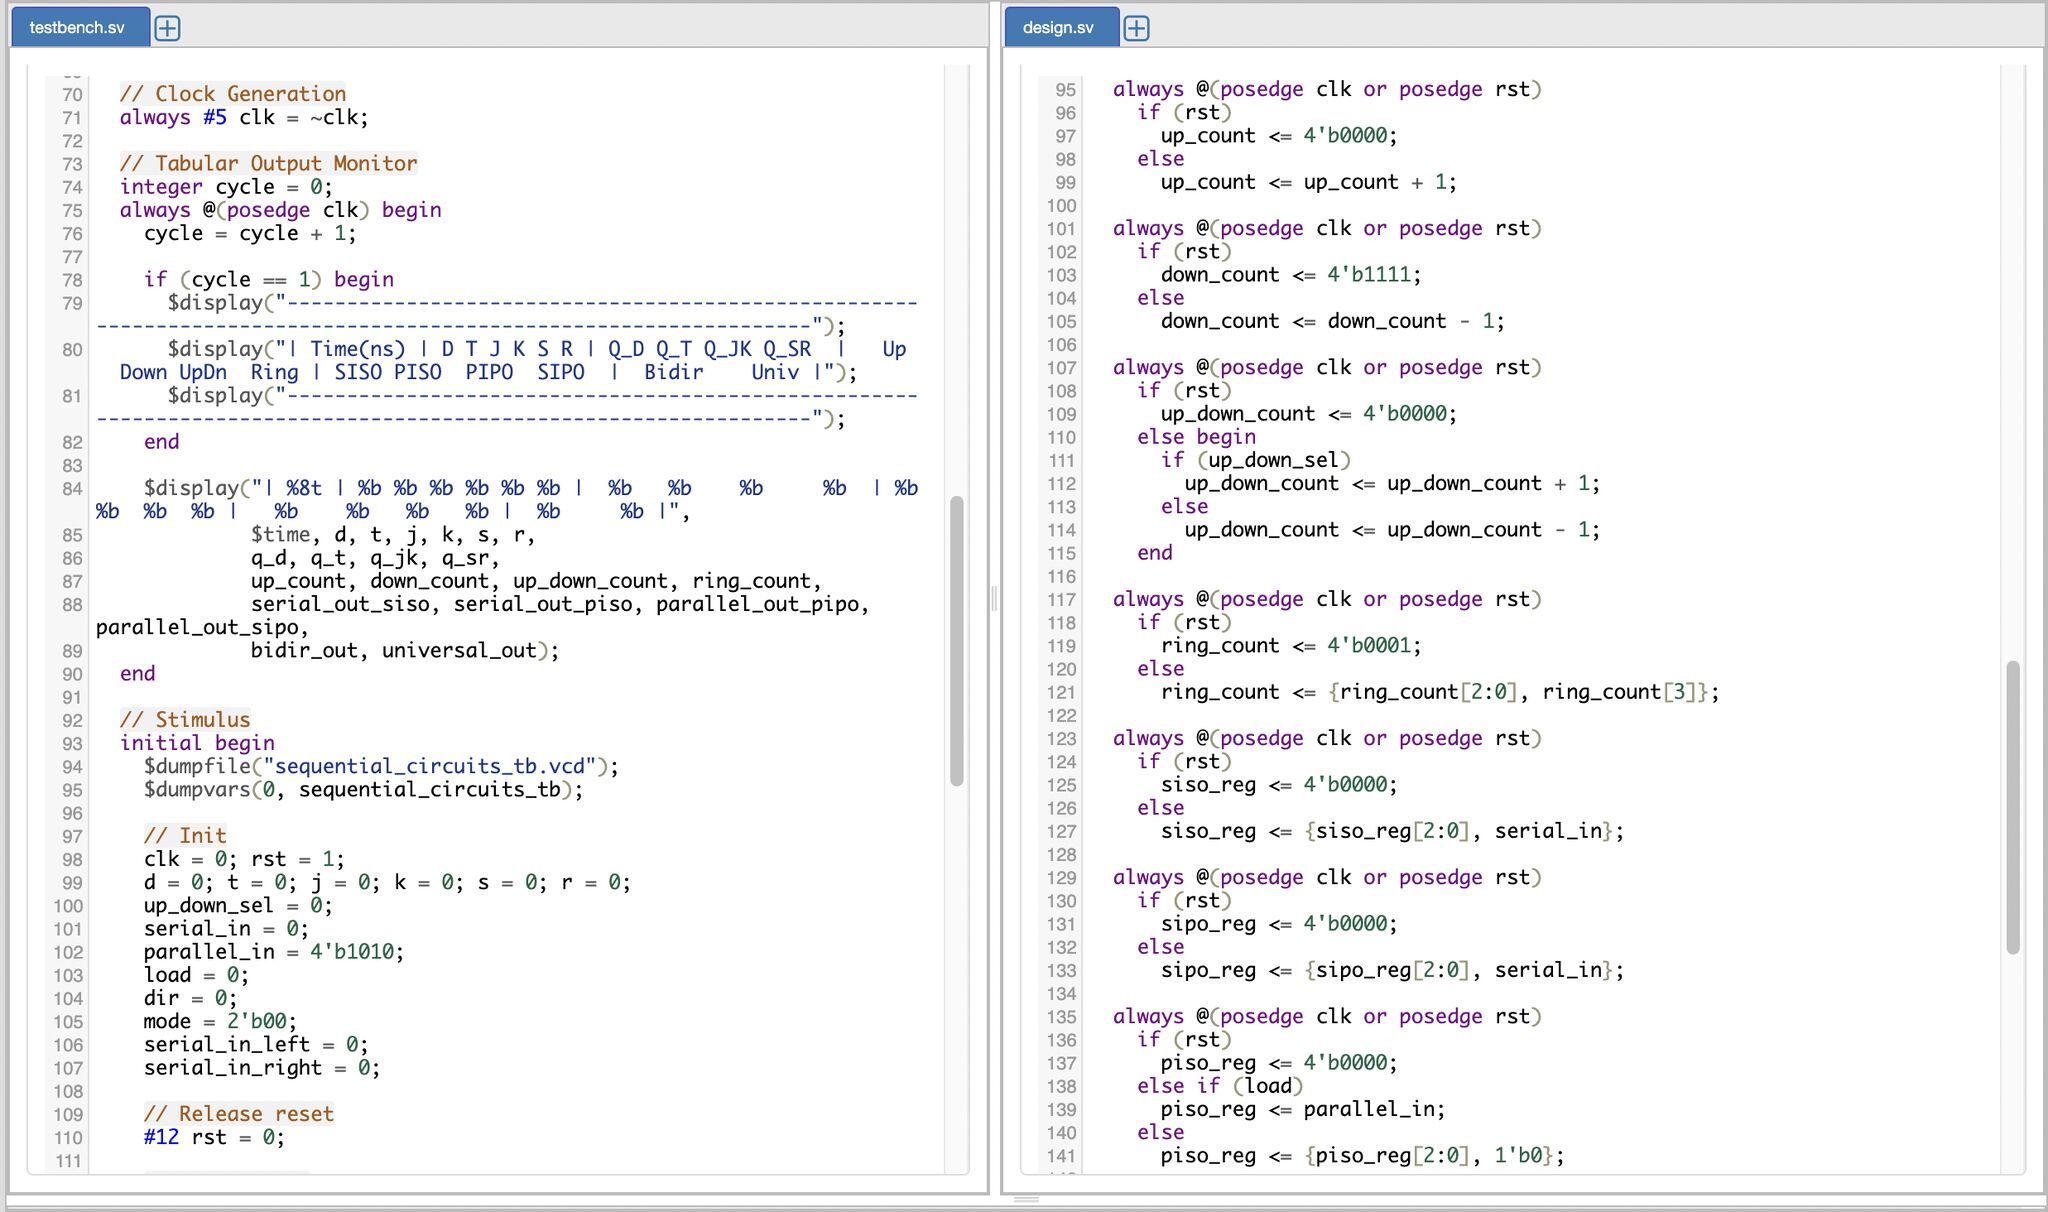 testbench.sv
70 // Clock Generation
71 always #5 clk = ~clk;
72
73 // Tabular Output Monitor
74 integer cycle = 0;
75 always @(posedge clk) begin
76 cycle = cycle + 1;
77
78 if (cycle == 1) begin
79 $display("-----------------------------------------------------
------------------------------------------------------------");
80 $display("| Time(ns) | D T J K S R | Q_D Q_T Q_JK Q_SR  |   Up
Down UpDn  Ring | SISO PISO  PIPO  SIPO  |  Bidir    Univ |");
81 $display("-----------------------------------------------------
------------------------------------------------------------");
82 end
83
84 $display("| %8t | %b %b %b %b %b %b |  %b   %b    %b     %b  | %b
%b  %b  %b |   %b    %b   %b   %b |  %b     %b |",
85 $time, d, t, j, k, s, r,
86 q_d, q_t, q_jk, q_sr,
87 up_count, down_count, up_down_count, ring_count,
88 serial_out_siso, serial_out_piso, parallel_out_pipo,
parallel_out_sipo,
89 bidir_out, universal_out);
90 end
91
92 // Stimulus
93 initial begin
94 $dumpfile("sequential_circuits_tb.vcd");
95 $dumpvars(0, sequential_circuits_tb);
96
97 // Init
98 clk = 0; rst = 1;
99 d = 0; t = 0; j = 0; k = 0; s = 0; r = 0;
100 up_down_sel = 0;
101 serial_in = 0;
102 parallel_in = 4'b1010;
103 load = 0;
104 dir = 0;
105 mode = 2'b00;
106 serial_in_left = 0;
107 serial_in_right = 0;
108
109 // Release reset
110 #12 rst = 0;
111
design.sv
95 always @(posedge clk or posedge rst)
96 if (rst)
97 up_count <= 4'b0000;
98 else
99 up_count <= up_count + 1;
100
101 always @(posedge clk or posedge rst)
102 if (rst)
103 down_count <= 4'b1111;
104 else
105 down_count <= down_count - 1;
106
107 always @(posedge clk or posedge rst)
108 if (rst)
109 up_down_count <= 4'b0000;
110 else begin
111 if (up_down_sel)
112 up_down_count <= up_down_count + 1;
113 else
114 up_down_count <= up_down_count - 1;
115 end
116
117 always @(posedge clk or posedge rst)
118 if (rst)
119 ring_count <= 4'b0001;
120 else
121 ring_count <= {ring_count[2:0], ring_count[3]};
122
123 always @(posedge clk or posedge rst)
124 if (rst)
125 siso_reg <= 4'b0000;
126 else
127 siso_reg <= {siso_reg[2:0], serial_in};
128
129 always @(posedge clk or posedge rst)
130 if (rst)
131 sipo_reg <= 4'b0000;
132 else
133 sipo_reg <= {sipo_reg[2:0], serial_in};
134
135 always @(posedge clk or posedge rst)
136 if (rst)
137 piso_reg <= 4'b0000;
138 else if (load)
139 piso_reg <= parallel_in;
140 else
141 piso_reg <= {piso_reg[2:0], 1'b0};